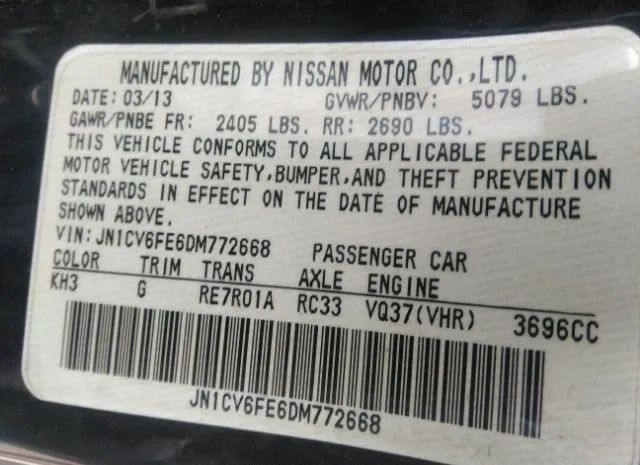 MANUFACTURED BY NISSAN MOTOR CO.,LTD.
DATE: 03/13 GVWR/PNBV: 5079 LBS.
GAWR/PNBE FR: 2405 LBS. RR: 2690 LBS.
THIS VEHICLE CONFORMS TO ALL APPLICABLE FEDERAL
MOTOR VEHICLE SAFETY,BUMPER,AND THEFT PREVENTION
STANDARDS IN EFFECT ON THE DATE OF MANUFACTURE
SHOWN ABOVE.
VIN: JN1CV6FE6DM772668 PASSENGER CAR
COLOR TRIM TRANS AXLE ENGINE
KH3 G RE7R01A RC33 VQ37(VHR) 3696CC
JN1CV6FE6DM772668